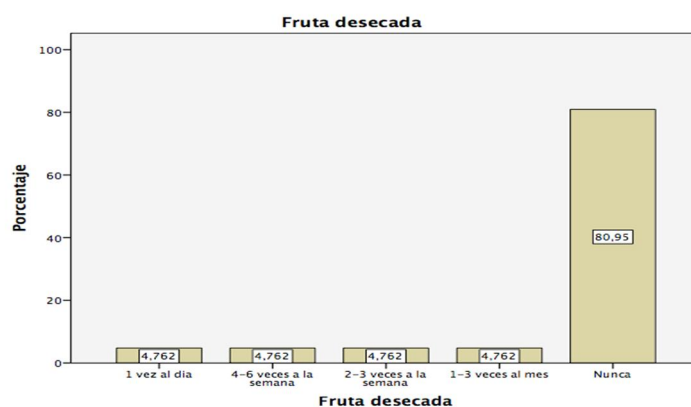 Fruta desecada
100
80
60
40
20
0
Porcentaje
4,762
4,762
4,762
4,762
80,95
1 vez al dia
4-6 veces a la
semana
2-3 veces a la
semana
1-3 veces al mes
Nunca
Fruta desecada